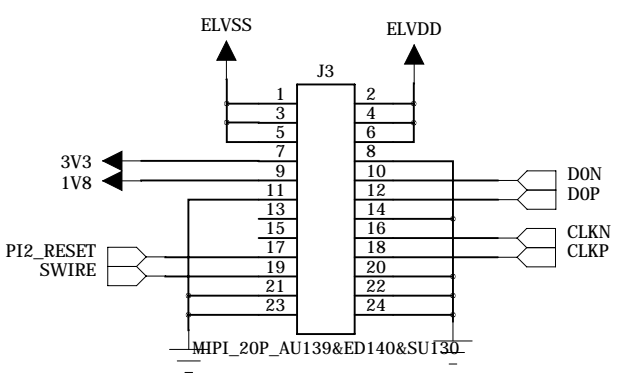 ELVSS
ELVDD
J3
1 2
3 4
5 6
3V3 7 8
1V8 9 10 D0N
11 12 D0P
13 14
15 16 CLKN
PI2_RESET 17 18 CLKP
SWIRE 19 20
21 22
23 24
MIPI_20P_AU139&ED140&SU130